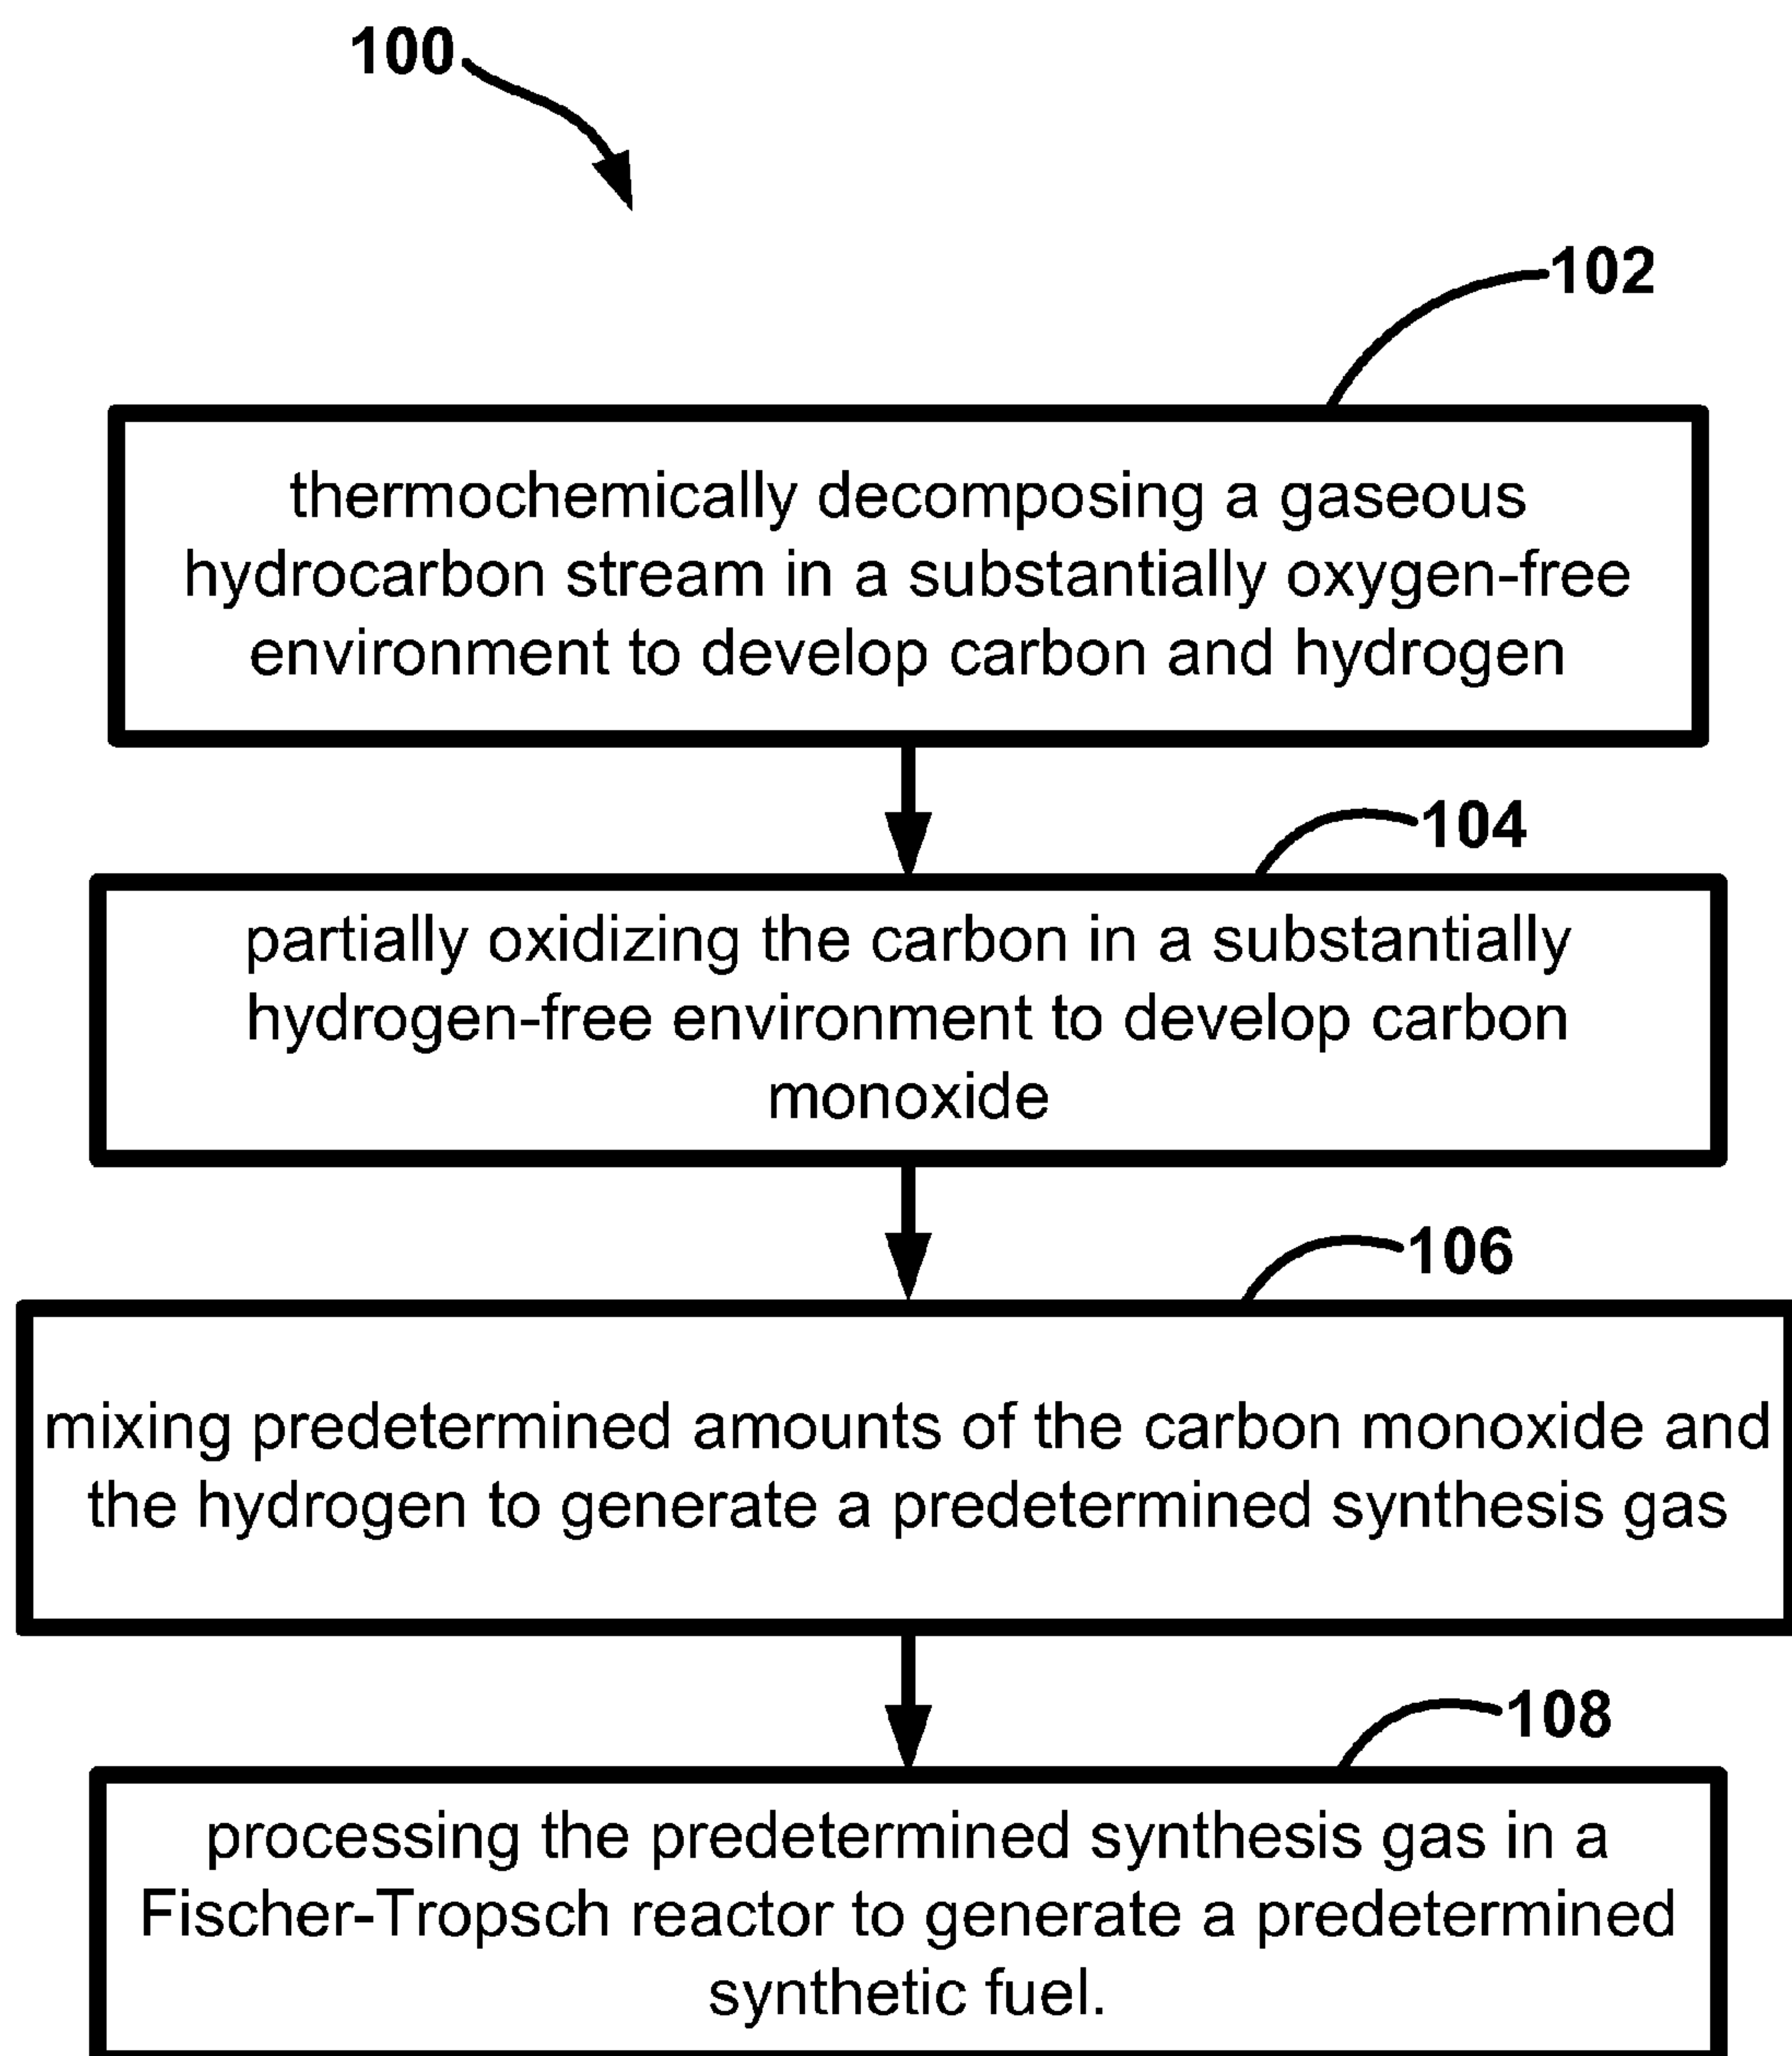 100
102
thermochemically decomposing a gaseous
hydrocarbon stream in a substantially oxygen-free
environment to develop carbon and hydrogen
104
partially oxidizing the carbon in a substantially
hydrogen-free environment to develop carbon
monoxide
106
mixing predetermined amounts of the carbon monoxide and
the hydrogen to generate a predetermined synthesis gas
108
processing the predetermined synthesis gas in a
Fischer-Tropsch reactor to generate a predetermined
synthetic fuel.